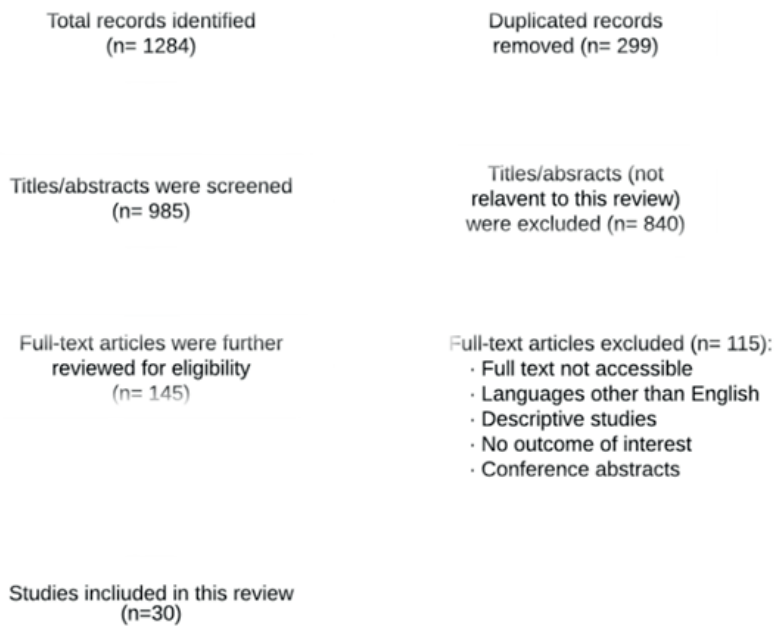 Total records identified
(n= 1284)
Duplicated records
removed (n= 299)
Titles/abstracts were screened
(n= 985)
Titles/absracts (not
relavent to this review)
were excluded (n= 840)
Full-text articles were further
reviewed for eligibility
(n= 145)
Full-text articles excluded (n= 115):
· Full text not accessible
· Languages other than English
· Descriptive studies
· No outcome of interest
· Conference abstracts
Studies incliuded in this review
(n=30)